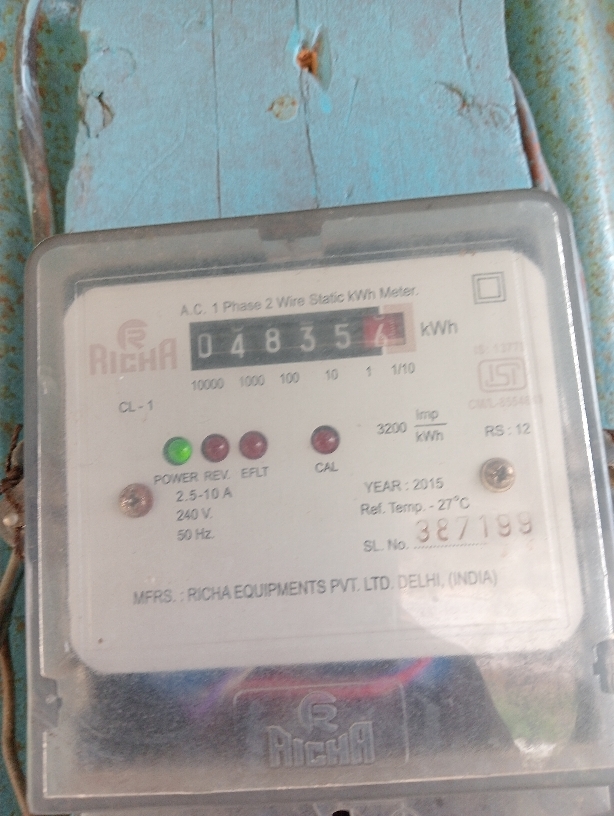 A.C. 1 Phase 2 Wire Static kWh Meter.
RICHA
0 4 8 3 5 kWh
10000 1000 100 10 1 1/10
CL - 1
3200 Imp/kWh
RS : 12
POWER REV. EFLT CAL
2.5-10 A
240 V.
50 Hz.
YEAR : 2015
Ref. Temp. - 27°C
SL. No. 387199
MFRS. : RICHA EQUIPMENTS PVT. LTD. DELHI, (INDIA)
RICHA